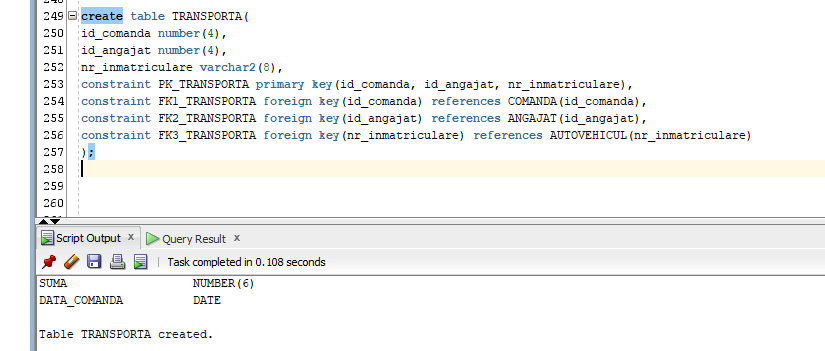 249 create table TRANSPORTA(
250 id_comanda number(4),
251 id_angajat number(4),
252 nr_inmatriculare varchar2(8),
253 constraint PK_TRANSPORTA primary key(id_comanda, id_angajat, nr_inmatriculare),
254 constraint FK1_TRANSPORTA foreign key(id_comanda) references COMANDA(id_comanda),
255 constraint FK2_TRANSPORTA foreign key(id_angajat) references ANGAJAT(id_angajat),
256 constraint FK3_TRANSPORTA foreign key(nr_inmatriculare) references AUTOVEHICUL(nr_inmatriculare)
257 );
258
259
260
Script Output x Query Result x
Task completed in 0.108 seconds
SUMA NUMBER(6)
DATA_COMANDA DATE
Table TRANSPORTA created.